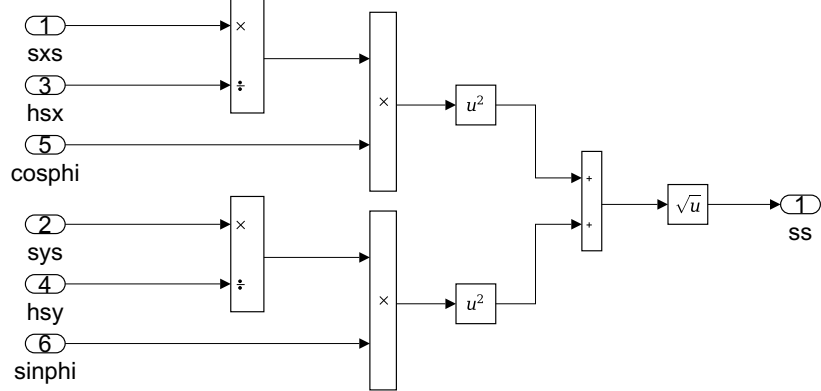 1
×
sxs
3
÷
hsx
×
u²
5
cosphi
+
√u
1
ss
2
×
sys
+
4
÷
hsy
×
u²
6
sinphi